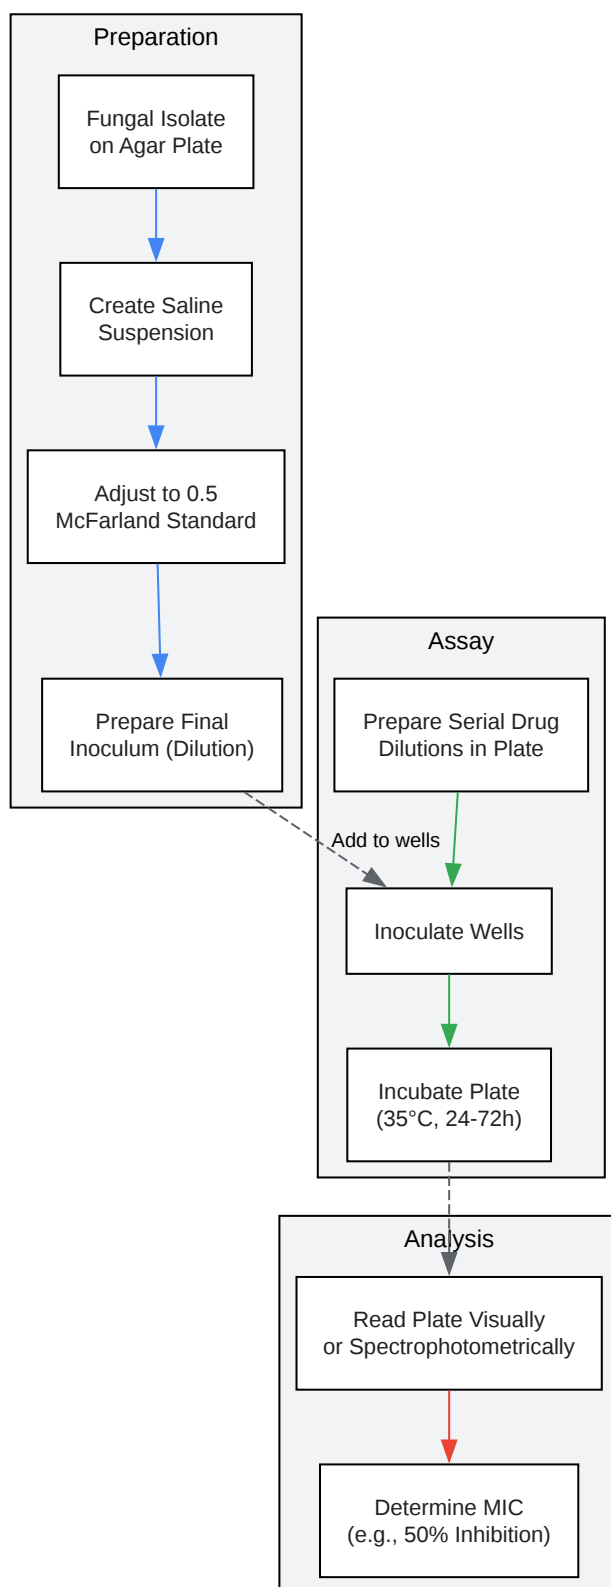 Preparation
Fungal Isolate
on Agar Plate
Create Saline
Suspension
Adjust to 0.5
McFarland Standard
Prepare Final
Inoculum (Dilution)
Assay
Prepare Serial Drug
Dilutions in Plate
Add to wells
Inoculate Wells
Incubate Plate
(35°C, 24-72h)
Analysis
Read Plate Visually
or Spectrophotometrically
Determine MIC
(e.g., 50% Inhibition)